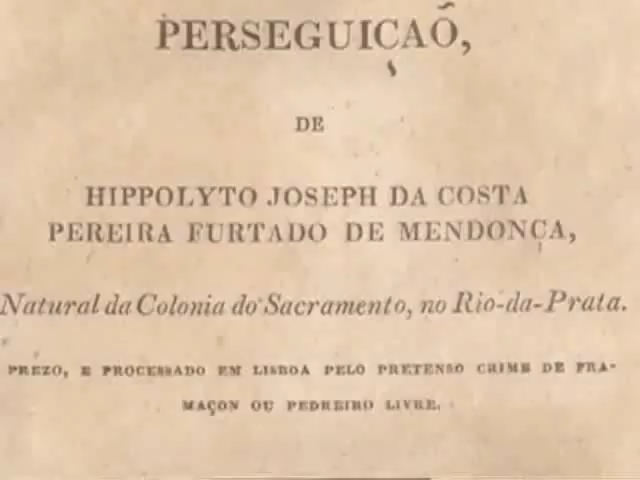 PERSEGUIÇAÕ,
DE
HIPPOLYTO JOSEPH DA COSTA
PEREIRA FURTADO DE MENDONÇA,
Natural da Colonia do Sacramento, no Rio-da-Prata.
PREZO, E PROCESSADO EM LISBOA PELO PRETENSO CRIME DE FRA-
MAÇON OU PEDREIRO LIVRE.